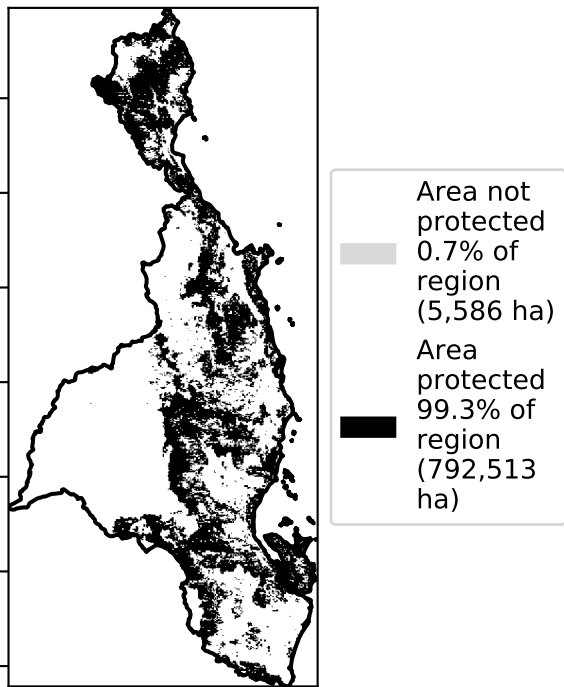 Area not
protected
0.7% of
region
(5,586 ha)
Area
protected
99.3% of
region
(792,513
ha)